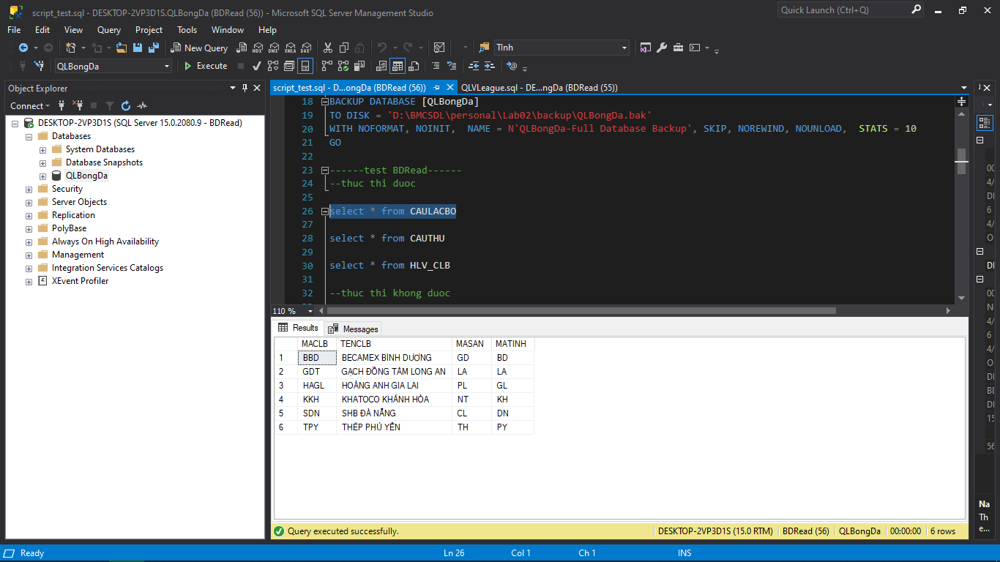 script_test.sql - DESKTOP-2VP3D1S.QLBongDa (BDRead (56)) - Microsoft SQL Server Management Studio
Quick Launch (Ctrl+Q)
File Edit View Query Project Tools Window Help
New Query MDX DMX XMLA DAX
QLBongDa
Execute
Object Explorer
Connect
DESKTOP-2VP3D1S (SQL Server 15.0.2080.9 - BDRead)
Databases
System Databases
Database Snapshots
QLBongDa
Security
Server Objects
Replication
PolyBase
Always On High Availability
Management
Integration Services Catalogs
XEvent Profiler
script_test.sql - D...ongDa (BDRead (56)) QLVLeague.sql - DE...ngDa (BDRead (55))
18 BACKUP DATABASE [QLBongDa]
19 TO DISK = 'D:\BMCSDL\personal\Lab02\backup\QLBongDa.bak'
20 WITH NOFORMAT, NOINIT,  NAME = N'QLBongDa-Full Database Backup', SKIP, NOREWIND, NOUNLOAD,  STATS = 10
21 GO
22
23 ------test BDRead------
24 --thuc thi duoc
25
26 select * from CAULACBO
27
28 select * from CAUTHU
29
30 select * from HLV_CLB
31
32 --thuc thi khong duoc
110 %
Results Messages
MACLB TENCLB MASAN MATINH
1 BBD BECAMEX BÌNH DƯƠNG GD BD
2 GDT GẠCH ĐỒNG TÂM LONG AN LA LA
3 HAGL HOÀNG ANH GIA LAI PL GL
4 KKH KHATOCO KHÁNH HÒA NT KH
5 SDN SHB ĐÀ NẴNG CL DN
6 TPY THÉP PHÚ YÊN TH PY
Query executed successfully. DESKTOP-2VP3D1S (15.0 RTM) BDRead (56) QLBongDa 00:00:00 6 rows
Na
Th
e...
Ready Ln 26 Col 1 Ch 1 INS